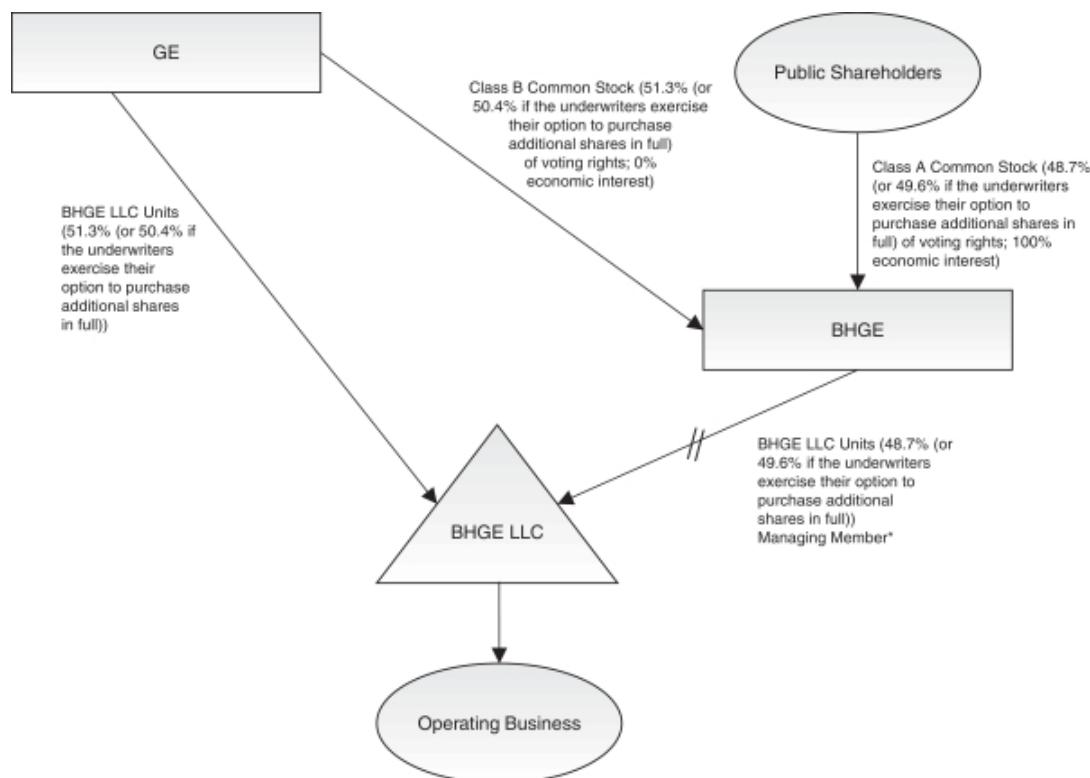 GE
Public Shareholders
Class B Common Stock (51.3% (or
50.4% if the underwriters exercise
their option to purchase
additional shares in full)
of voting rights; 0%
economic interest)
Class A Common Stock (48.7%
(or 49.6% if the underwriters
exercise their option to
purchase additional shares in
full) of voting rights; 100%
economic interest)
BHGE LLC Units
(51.3% (or 50.4% if
the underwriters
exercise their
option to purchase
additional shares
in full))
BHGE
BHGE LLC Units (48.7% (or
49.6% if the underwriters
exercise their option to
purchase additional
shares in full))
Managing Member*
BHGE LLC
Operating Business